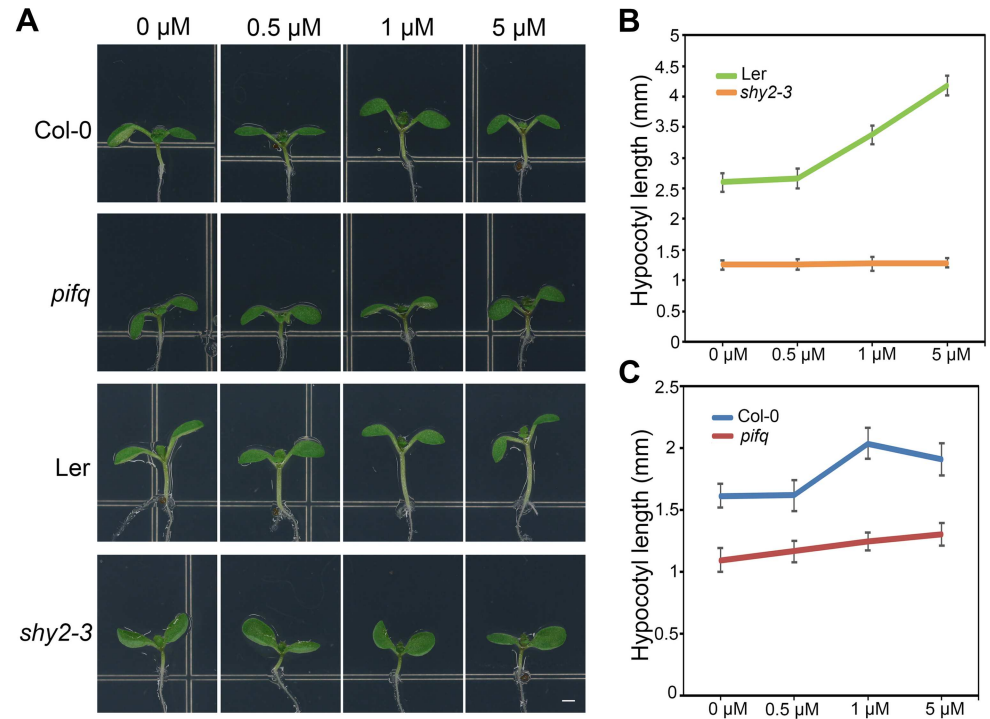 A
0 µM 0.5 µM 1 µM 5 µM
Col-0
pifq
Ler
shy2-3
B
Hypocotyl length (mm)
5
4.5
4
3.5
3
2.5
2
1.5
1
0.5
0
Ler
shy2-3
0 µM 0.5 µM 1 µM 5 µM
C
Hypocotyl length (mm)
2.5
2
1.5
1
0.5
0
Col-0
pifq
0 µM 0.5 µM 1 µM 5 µM